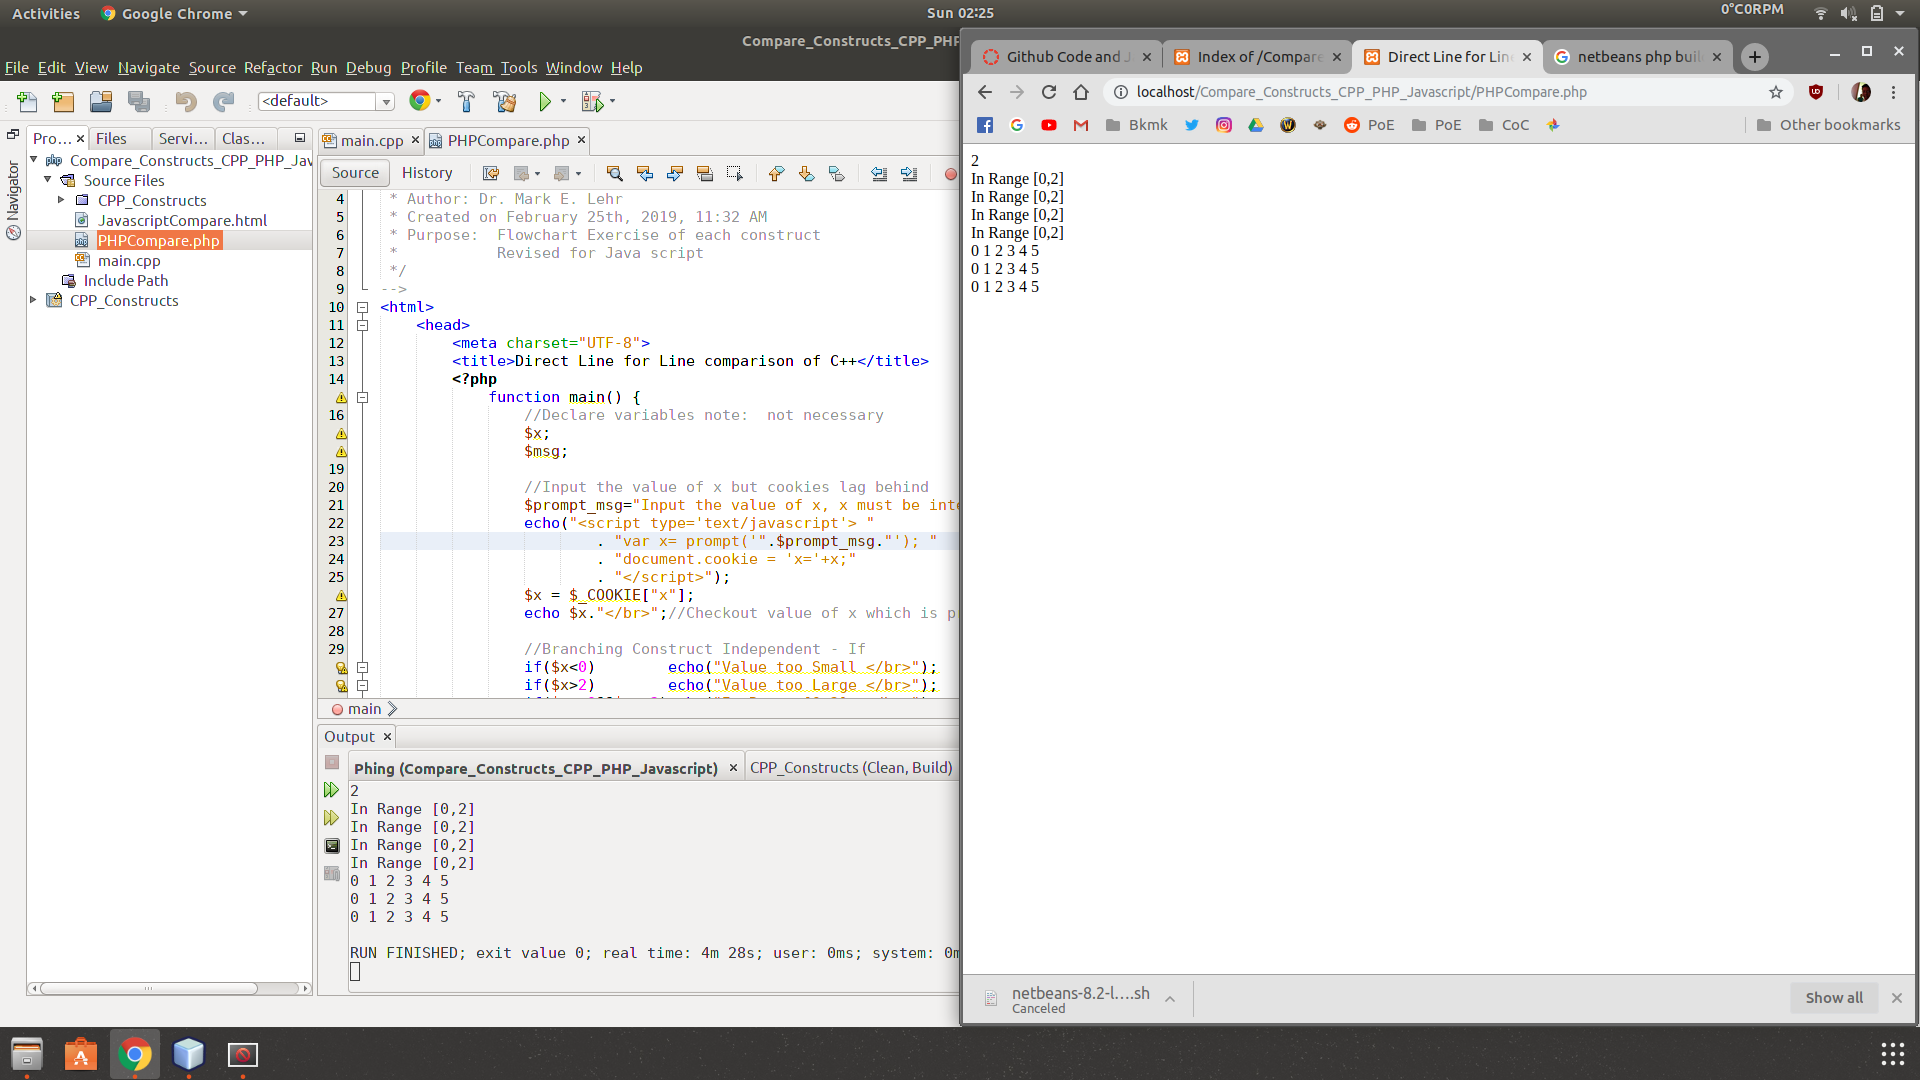 Activities
Google Chrome
Sun 02:25
0°C0RPM
Compare_Constructs_CPP_PHP
File Edit View Navigate Source Refactor Run Debug Profile Team Tools Window Help
<default>
Pro...
Files
Servi...
Clas...
Navigator
Compare_Constructs_CPP_PHP_Jav
Source Files
CPP_Constructs
JavascriptCompare.html
PHPCompare.php
main.cpp
Include Path
CPP_Constructs
main.cpp
PHPCompare.php
Source
History
4 * Author: Dr. Mark E. Lehr
5 * Created on February 25th, 2019, 11:32 AM
6 * Purpose:  Flowchart Exercise of each construct
7 *           Revised for Java script
8 */
9 -->
10 <html>
11 <head>
12 <meta charset="UTF-8">
13 <title>Direct Line for Line comparison of C++</title>
14 <?php
function main() {
16 //Declare variables note:  not necessary
$x;
$msg;
19
20 //Input the value of x but cookies lag behind
21 $prompt_msg="Input the value of x, x must be inte
22 echo("<script type='text/javascript'> "
23 . "var x= prompt('".$prompt_msg."'); "
24 . "document.cookie = 'x='+x;"
25 . "</script>");
$x = $_COOKIE["x"];
27 echo $x."</br>";//Checkout value of x which is p
28
29 //Branching Construct Independent - If
if($x<0)        echo("Value too Small </br>");
if($x>2)        echo("Value too Large </br>");
main
Output
Phing (Compare_Constructs_CPP_PHP_Javascript)
CPP_Constructs (Clean, Build)
2
In Range [0,2]
In Range [0,2]
In Range [0,2]
In Range [0,2]
0 1 2 3 4 5
0 1 2 3 4 5
0 1 2 3 4 5
RUN FINISHED; exit value 0; real time: 4m 28s; user: 0ms; system: 0m
Github Code and J
Index of /Compare
Direct Line for Line
netbeans php buil
localhost/Compare_Constructs_CPP_PHP_Javascript/PHPCompare.php
Bkmk
PoE
PoE
CoC
Other bookmarks
2
In Range [0,2]
In Range [0,2]
In Range [0,2]
In Range [0,2]
0 1 2 3 4 5
0 1 2 3 4 5
0 1 2 3 4 5
netbeans-8.2-l....sh
Canceled
Show all